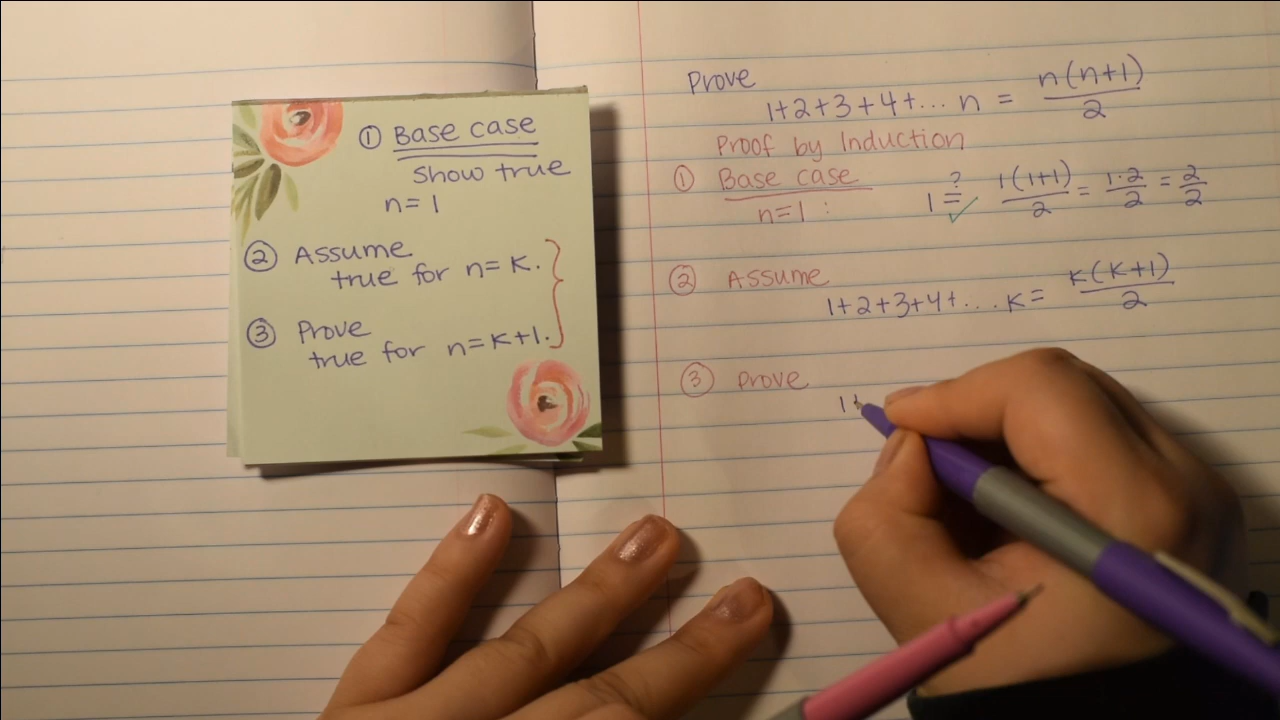 ① Base case
show true
n=1
② Assume
true for n=K.
③ Prove
true for n=K+1.
Prove
1+2+3+4+... n = n(n+1)/2
Proof by Induction
① Base case
n=1 :
1 ?= ✓ 1(1+1)/2 = 1·2/2 = 2/2
② Assume
1+2+3+4+.... K = K(K+1)/2
③ Prove
1+